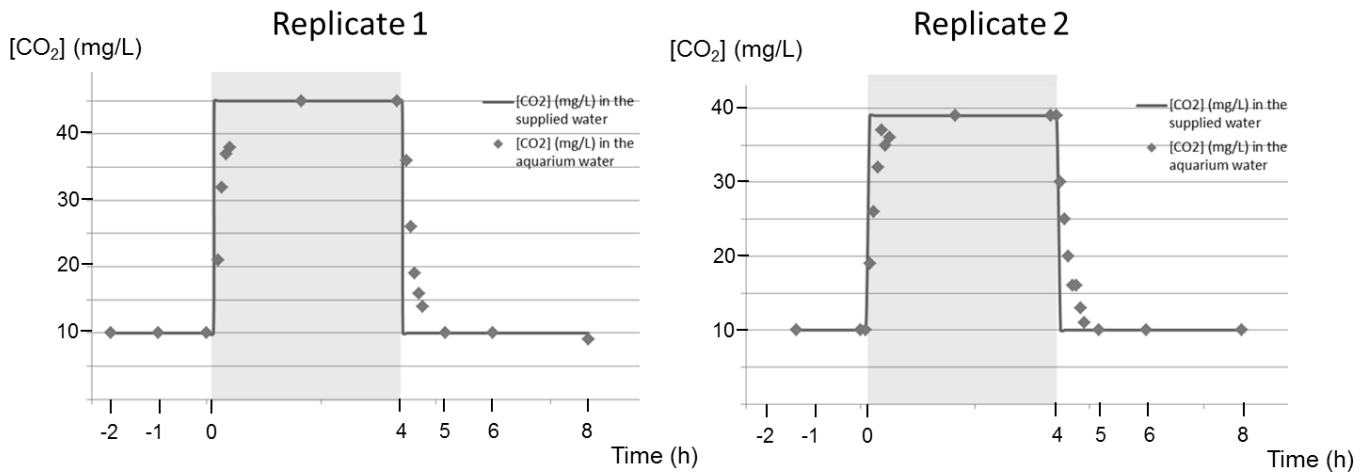 Replicate 1
[CO₂] (mg/L)
[CO2] (mg/L) in the
supplied water
[CO2] (mg/L) in the
aquarium water
40
30
20
10
-2 -1 0 4 5 6 8
Time (h)
Replicate 2
[CO₂] (mg/L)
[CO2] (mg/L) in the
supplied water
[CO2] (mg/L) in the
aquarium water
40
30
20
10
-2 -1 0 4 5 6 8
Time (h)